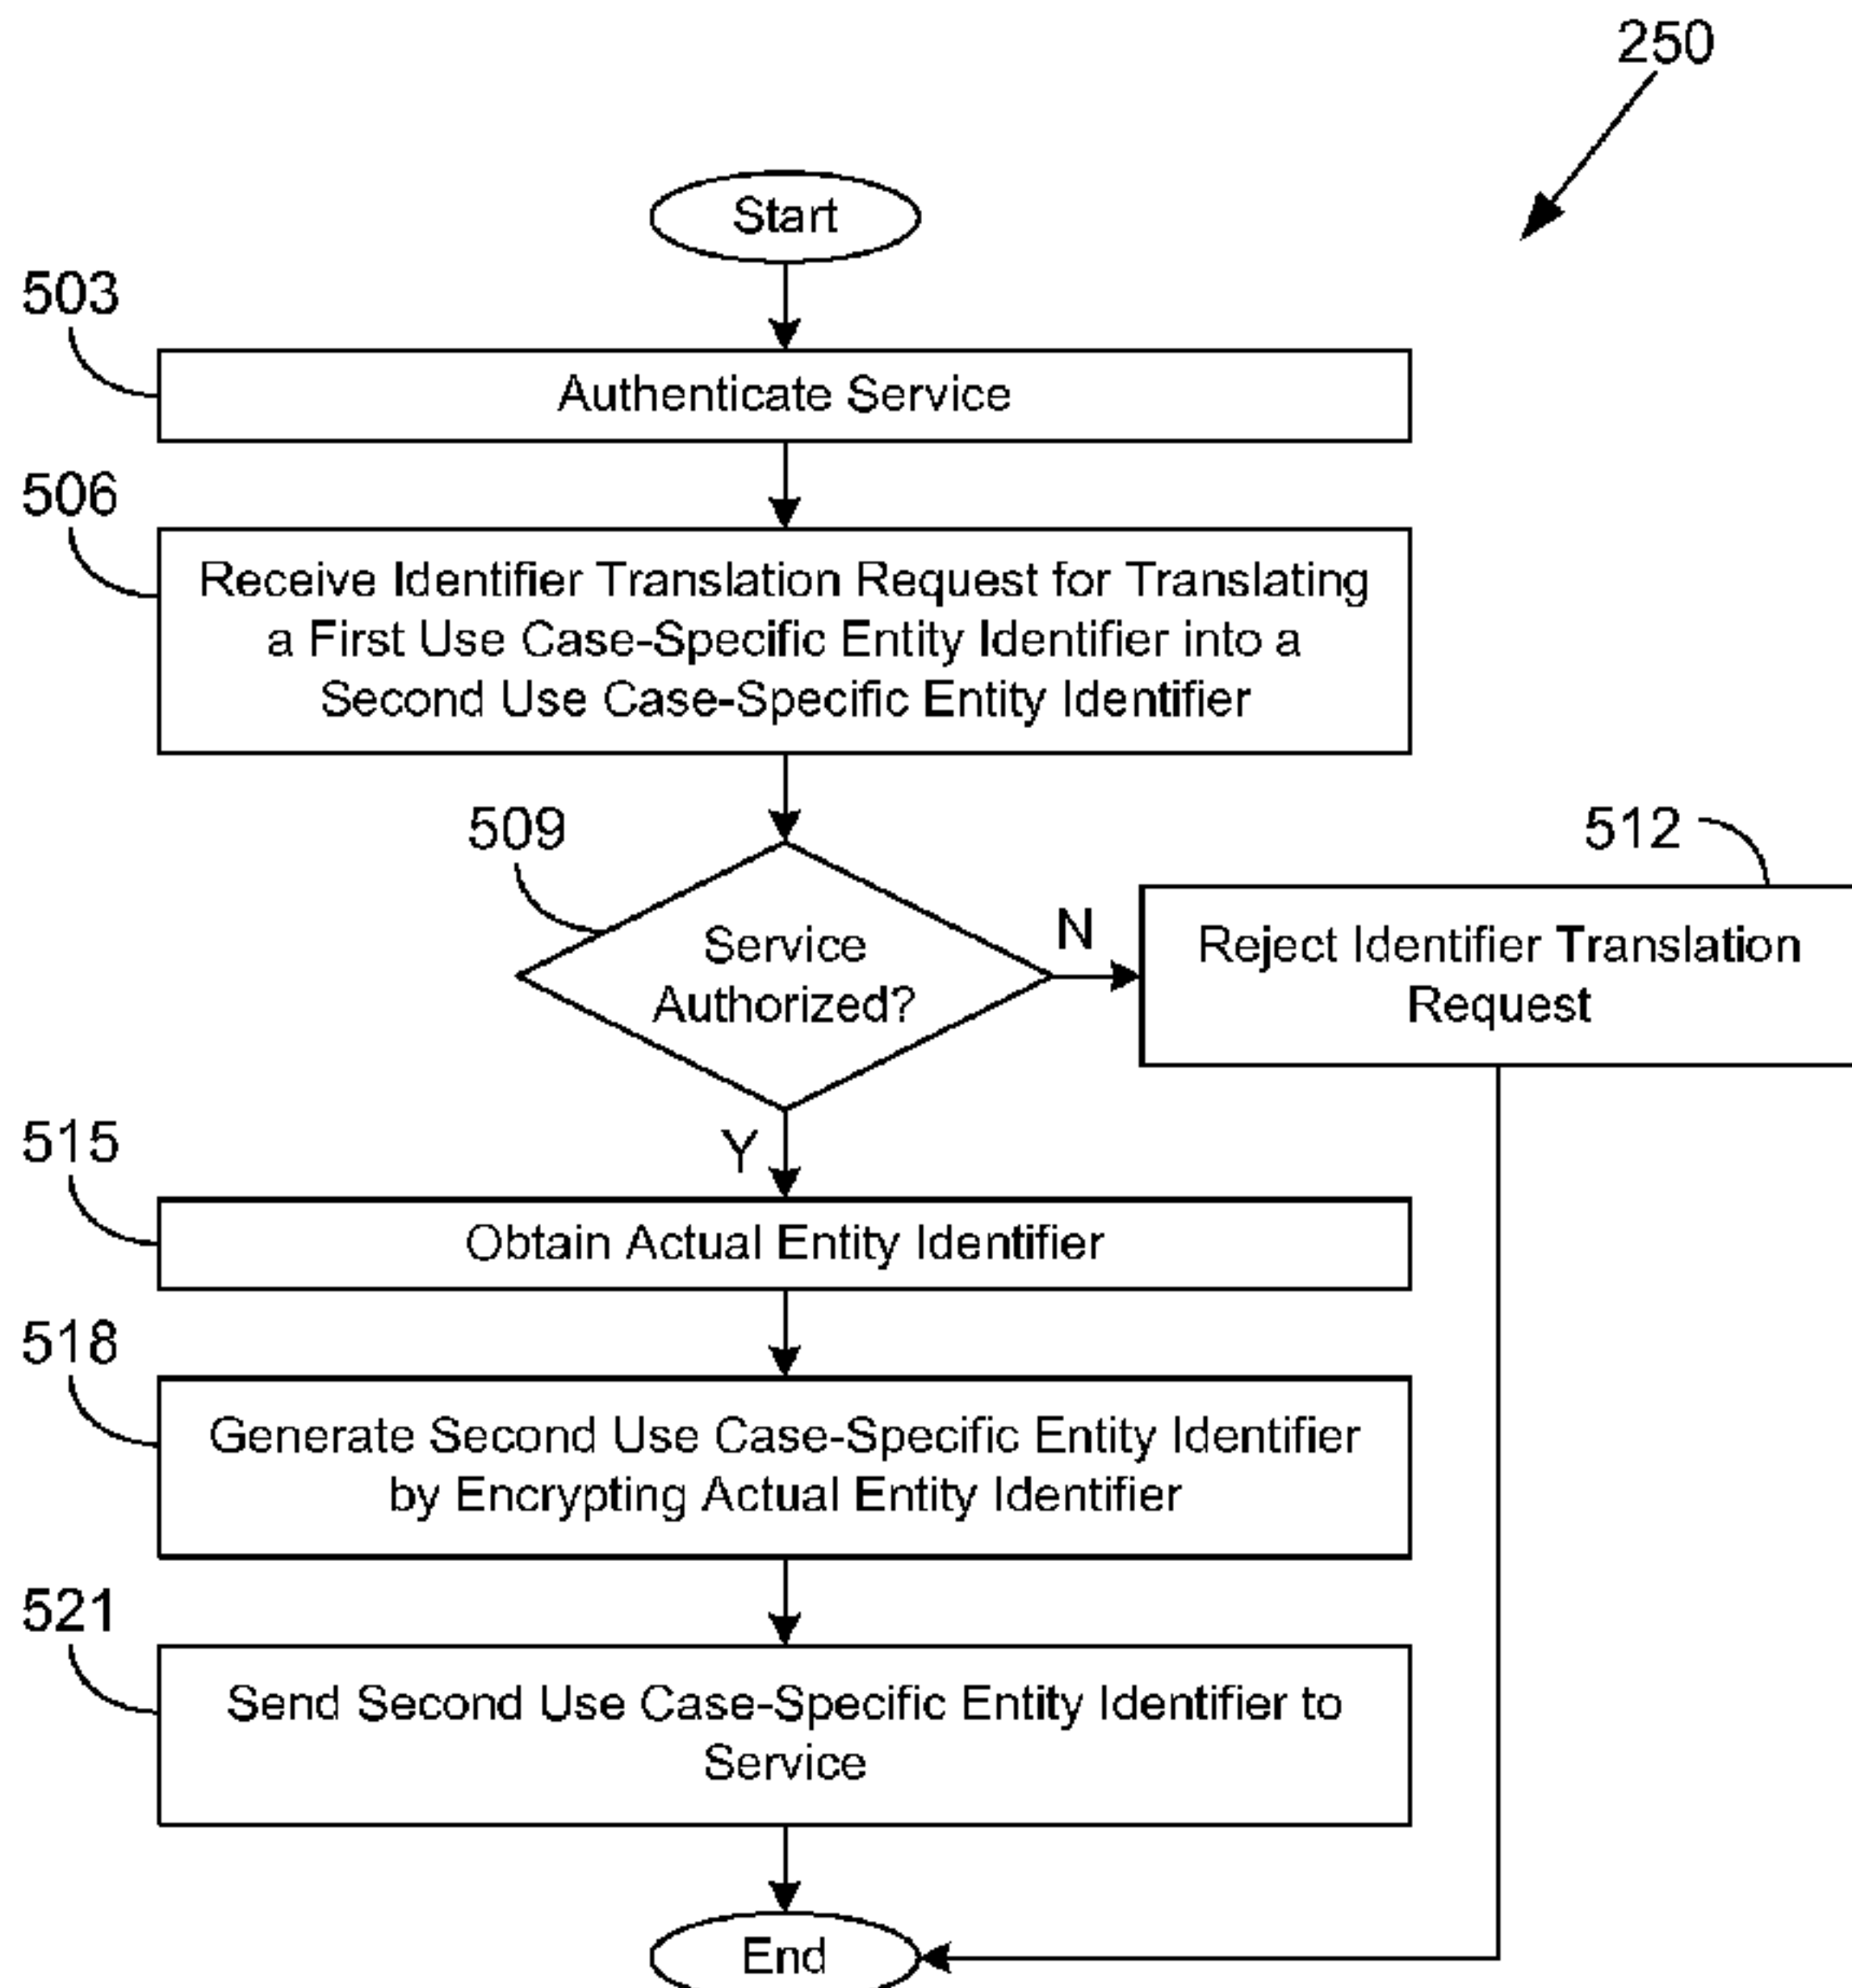 250
Start
503
Authenticate Service
506
Receive Identifier Translation Request for Translating
a First Use Case-Specific Entity Identifier into a
Second Use Case-Specific Entity Identifier
509
Service
Authorized?
N
512
Reject Identifier Translation
Request
Y
515
Obtain Actual Entity Identifier
518
Generate Second Use Case-Specific Entity Identifier
by Encrypting Actual Entity Identifier
521
Send Second Use Case-Specific Entity Identifier to
Service
End